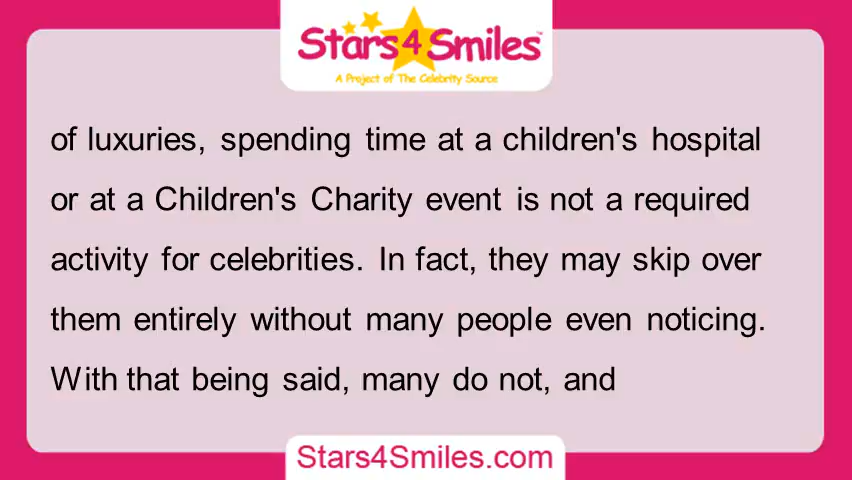 Stars4Smiles™
A Project of The Celebrity Source
of luxuries, spending time at a children's hospital
or at a Children's Charity event is not a required
activity for celebrities. In fact, they may skip over
them entirely without many people even noticing.
With that being said, many do not, and
Stars4Smiles.com